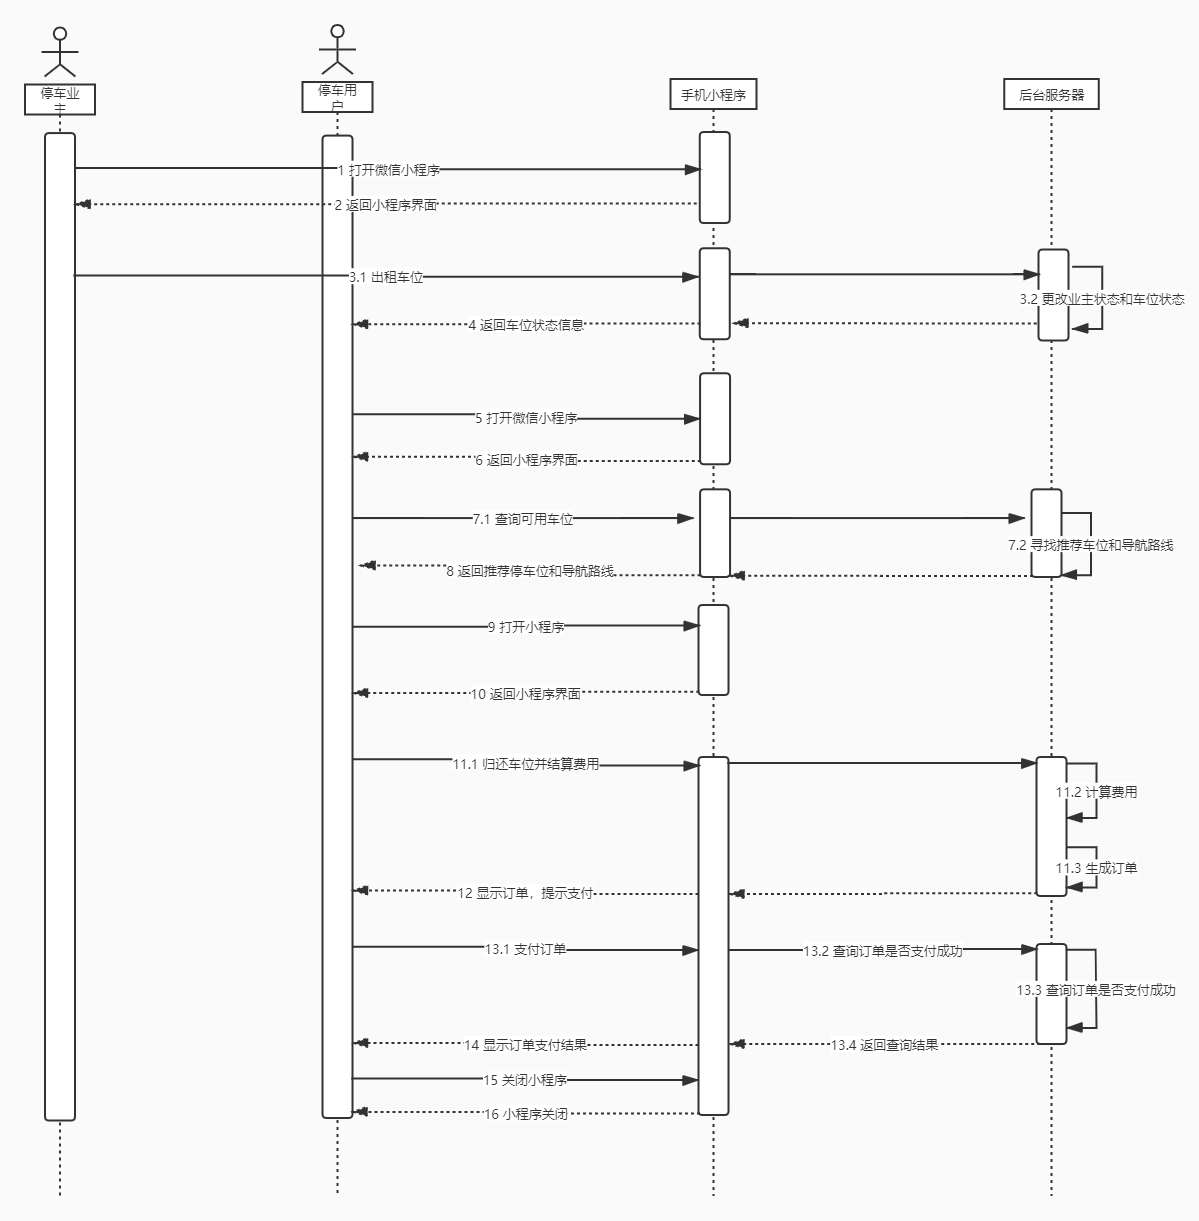 停车业
主
停车用
户
手机小程序
后台服务器
1 打开微信小程序
2 返回小程序界面
3.1 出租车位
3.2 更改业主状态和车位状态
4 返回车位状态信息
5 打开微信小程序
6 返回小程序界面
7.1 查询可用车位
7.2 寻找推荐车位和导航路线
8 返回推荐停车位和导航路线
9 打开小程序
10 返回小程序界面
11.1 归还车位并结算费用
11.2 计算费用
11.3 生成订单
12 显示订单，提示支付
13.1 支付订单
13.2 查询订单是否支付成功
13.3 查询订单是否支付成功
14 显示订单支付结果
13.4 返回查询结果
15 关闭小程序
16 小程序关闭